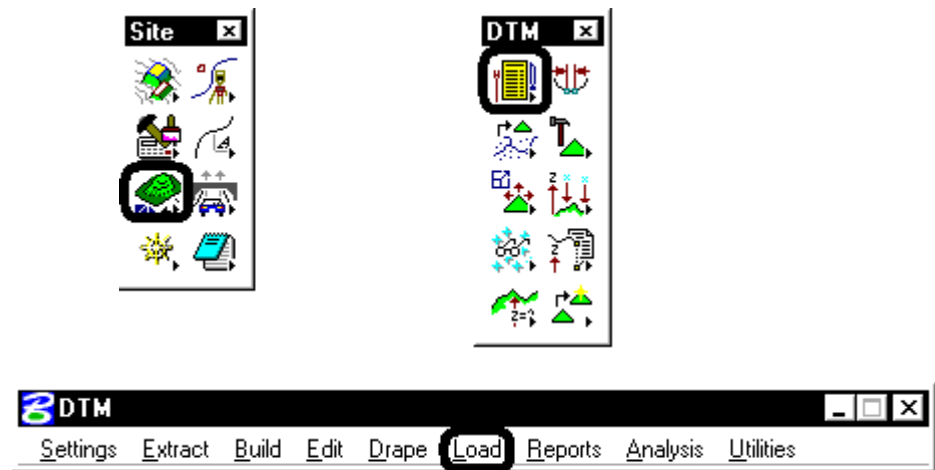 Site
DTM
DTM
Settings Extract Build Edit Drape Load Reports Analysis Utilities